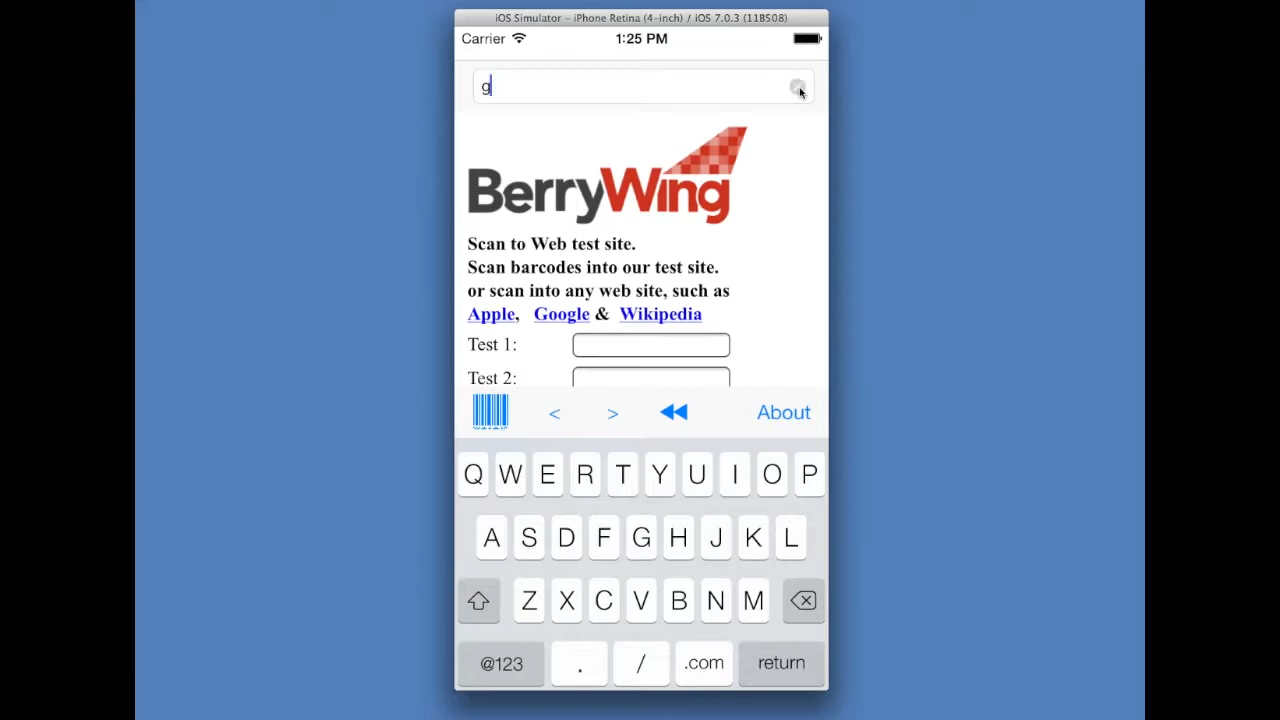 iOS Simulator – iPhone Retina (4-inch) / iOS 7.0.3 (11B508)
Carrier 1:25 PM
g
BerryWing
Scan to Web test site.
Scan barcodes into our test site.
or scan into any web site, such as
Apple, Google & Wikipedia
Test 1:
Test 2:
< > About
Q W E R T Y U I O P
A S D F G H J K L
Z X C V B N M
@123 . / .com return